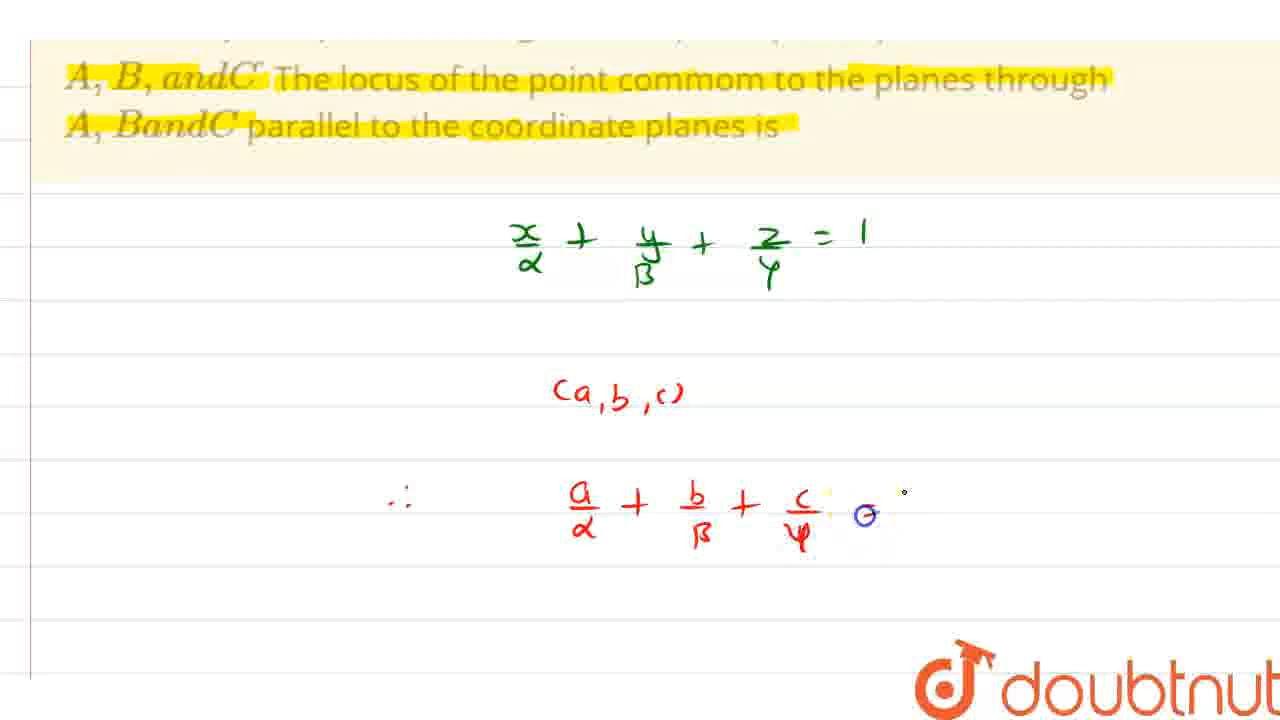 A, B, andC The locus of the point commom to the planes through
A, BandC parallel to the coordinate planes is
x/α + y/β + z/γ = 1
(a, b, c)
∴ a/α + b/β + c/γ =
doubtnut